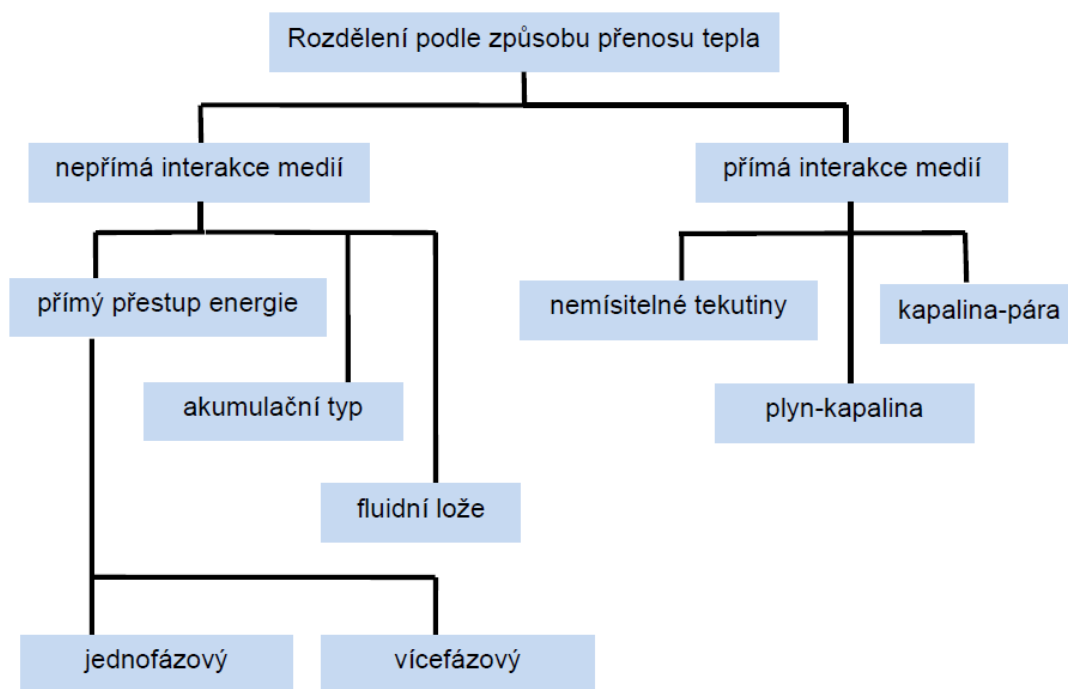 Rozdělení podle způsobu přenosu tepla
nepřímá interakce medií
přímá interakce medií
přímý přestup energie
nemísitelné tekutiny
kapalina-pára
akumulační typ
plyn-kapalina
fluidní lože
jednofázový
vícefázový